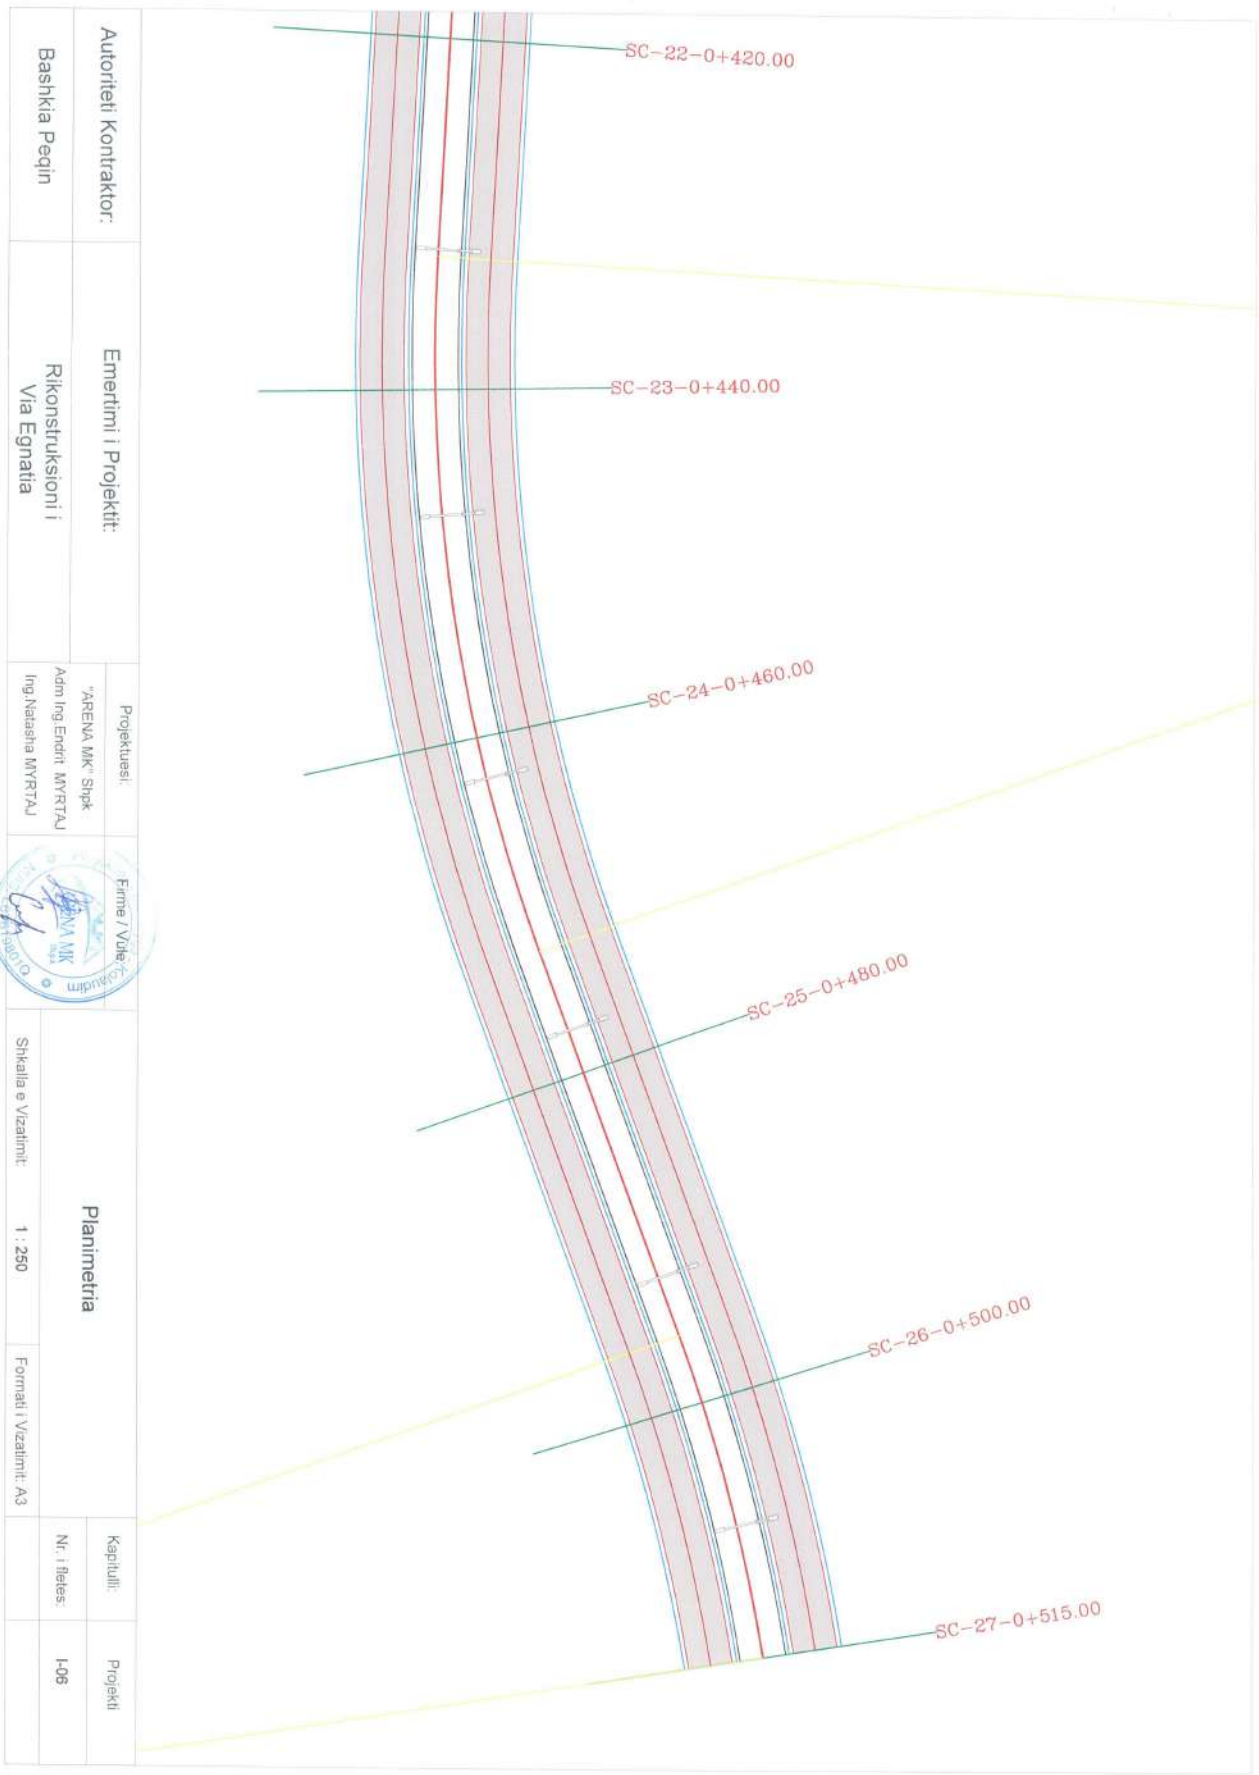 SC-22-0+420.00
SC-23-0+440.00
SC-24-0+460.00
SC-25-0+480.00
SC-26-0+500.00
SC-27-0+515.00
Autoriteti Kontraktor:
Bashkia Peqin
Emertimi i Projektit:
Rikonstruksioni i
Via Egnatia
Projektuesi:
"ARENA MK" Shpk
Adm Ing.Endrit MYRTAJ
Ing.Natasha MYRTAJ
Firme / Vule
ARENA MK
Kolaudim
Planimetria
Shkalla e Vizatimit:
1 : 250
Formati i Vizatimit: A3
Kapitulli:
Projekti
Nr. i fletes:
I-06